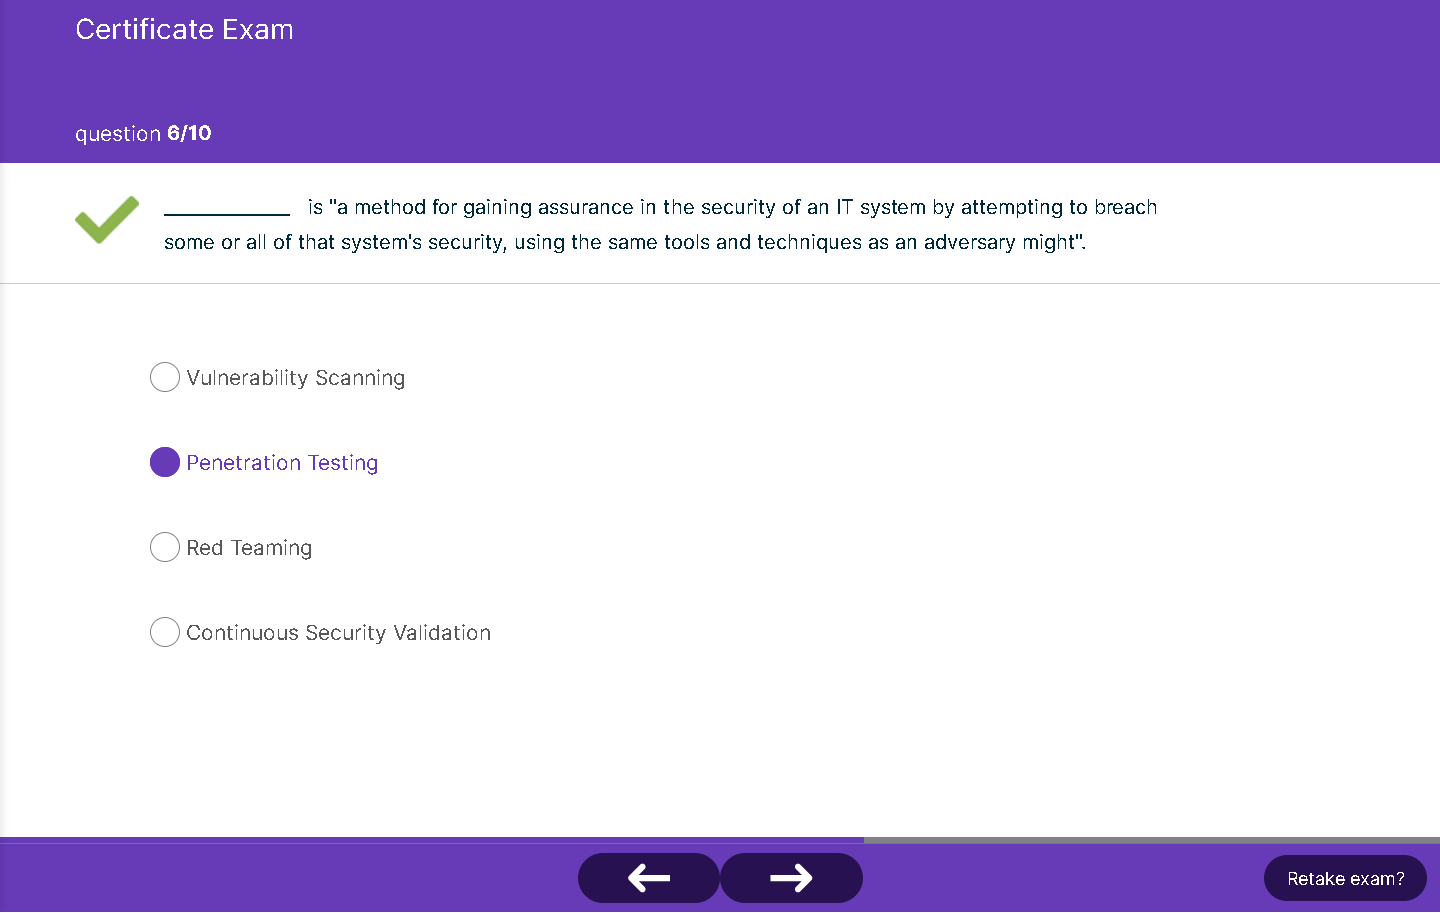 Certificate Exam
question 6/10
____________ is "a method for gaining assurance in the security of an IT system by attempting to breach
some or all of that system's security, using the same tools and techniques as an adversary might".
Vulnerability Scanning
Penetration Testing
Red Teaming
Continuous Security Validation
Retake exam?